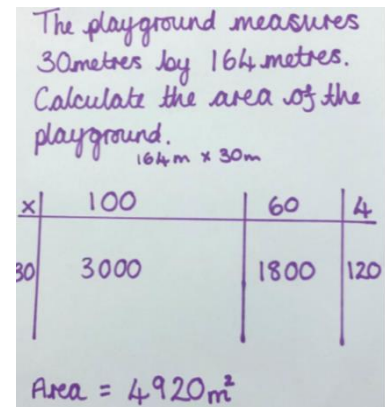 The playground measures
30metres by 164 metres.
Calculate the area of the
playground.
164m x 30m
x 100 60 4
30 3000 1800 120
Area = 4920m²